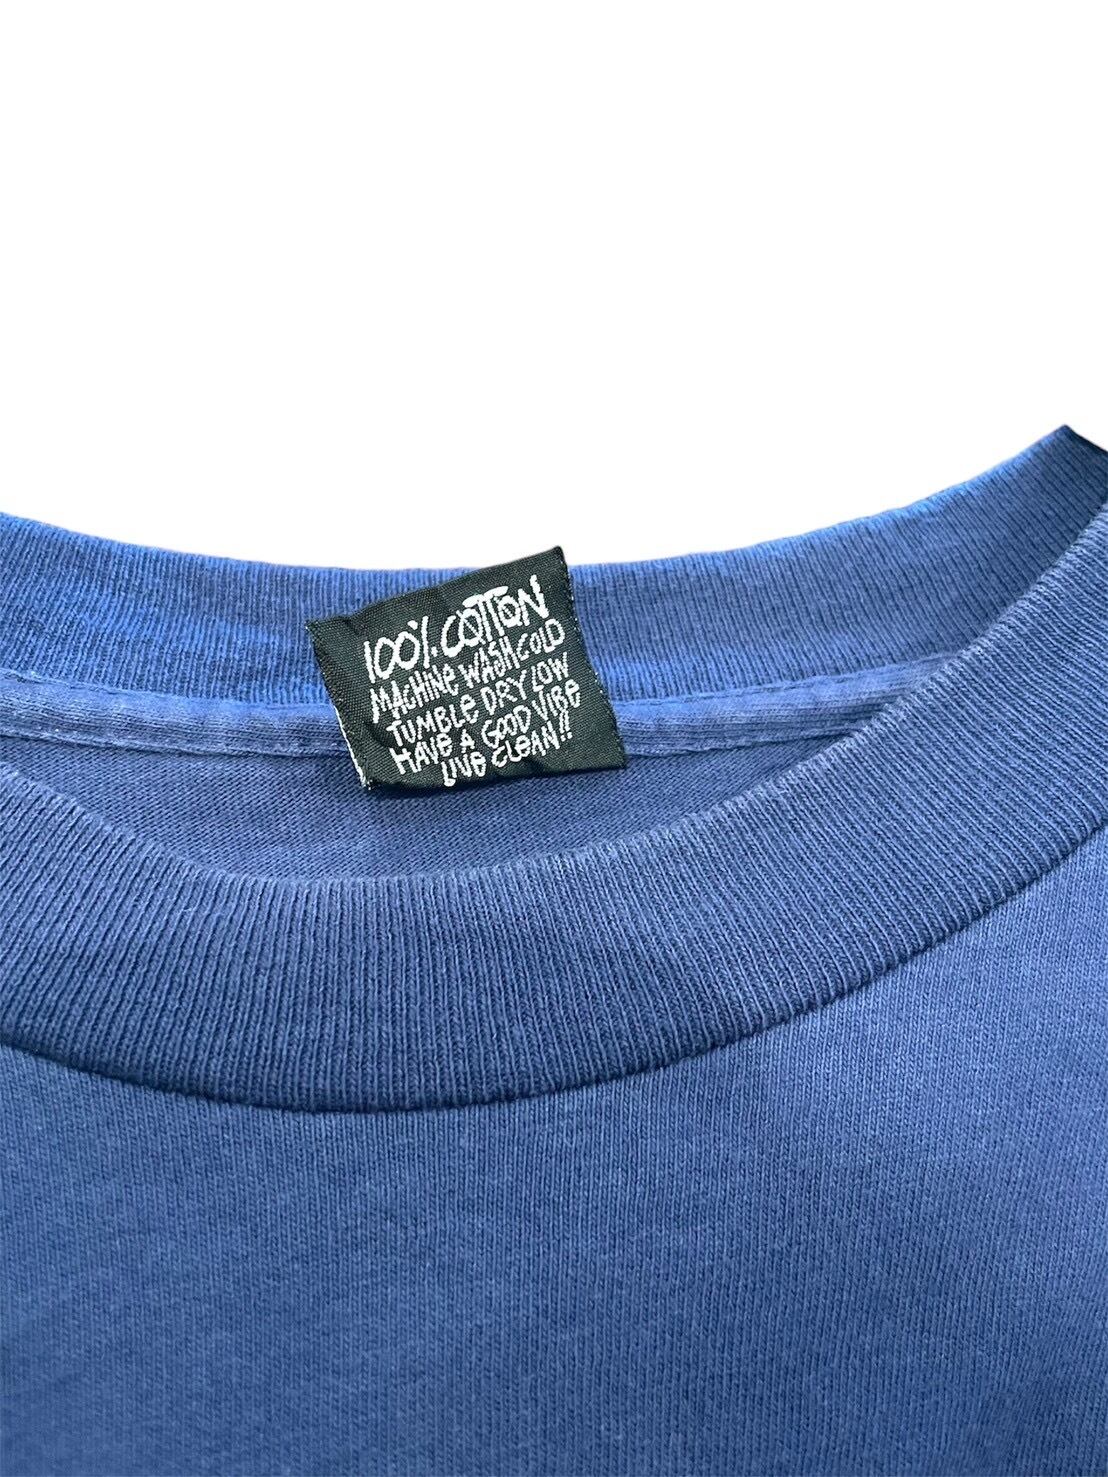 100% COTTON
MACHINE WASH COLD
TUMBLE DRY LOW
HAVE A GOOD VIBE
LIVE CLEAN!!!